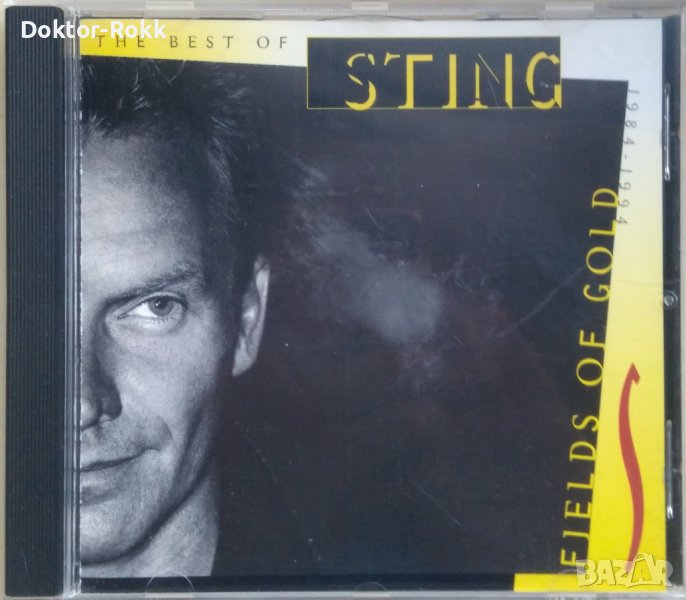 Doktor-Rokk
THE BEST OF
STING
1984-1994
FIELDS OF GOLD
BAZAR